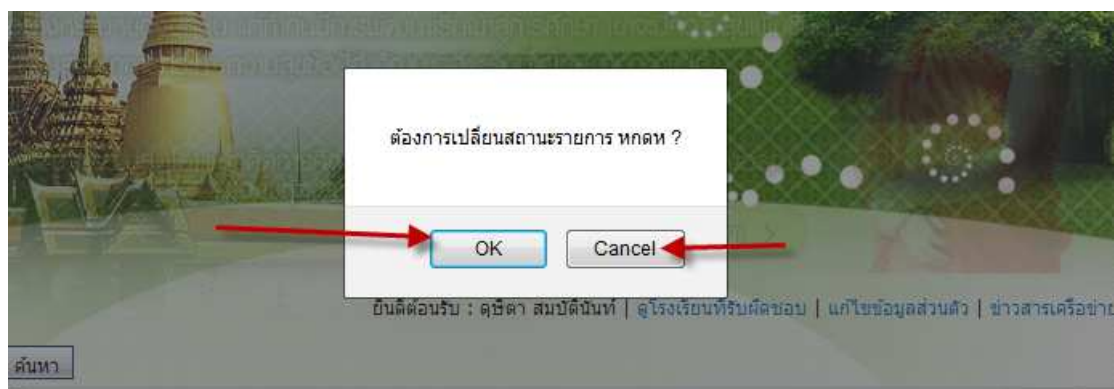 ต้องการเปลี่ยนสถานะรายการ หกดห ?
OK Cancel
ยินดีต้อนรับ : ดุษิตา สมบัตินันท์ | ดูโรงเรียนที่รับผิดชอบ | แก้ไขข้อมูลส่วนตัว | ข่าวสารเครือข่าย
ค้นหา